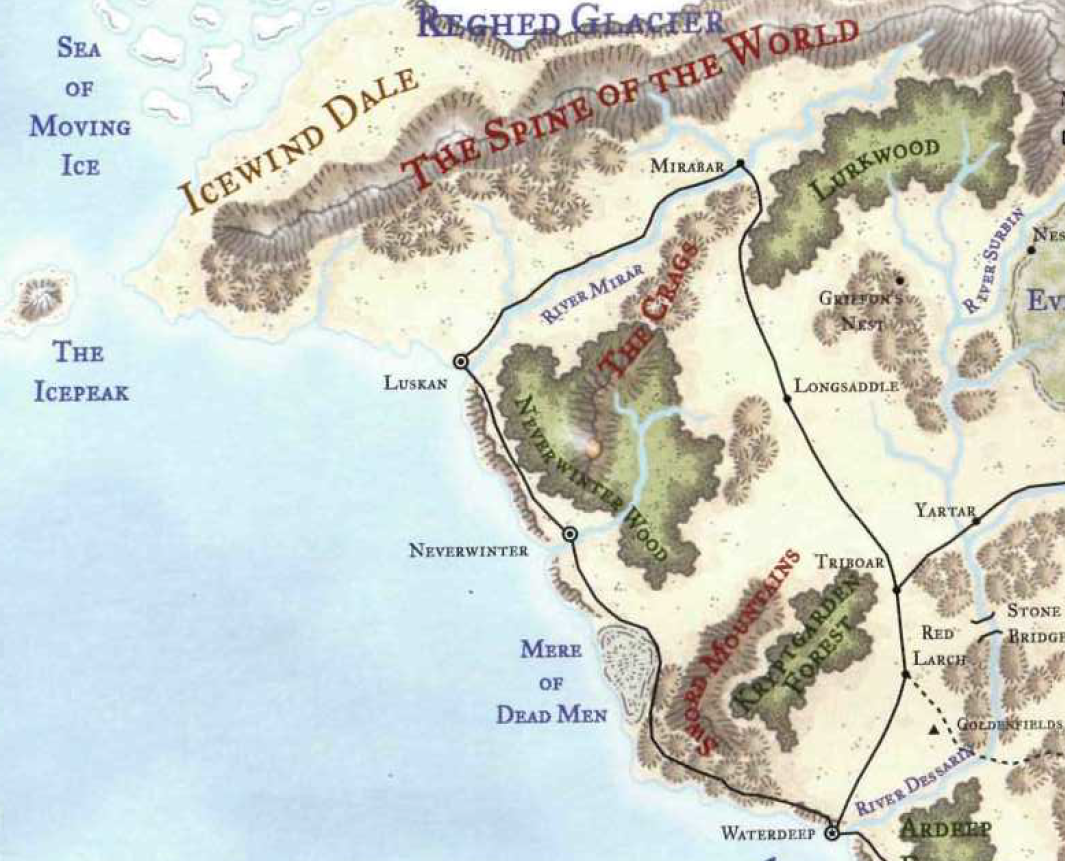 Reghed Glacier
Sea
of
Moving
Ice
Icewind Dale
The Spine of the World
Mirabar
Lurkwood
River Surbin
Griffon's
Nest
River Mirar
The Crags
The
Icepeak
Luskan
Longsaddle
Neverwinter Wood
Neverwinter
Yartar
Triboar
Sword Mountains
Kryptgarden
Forest
Stone
Bridge
Red
Larch
Mere
of
Dead Men
Goldenfields
River Dessarin
Waterdeep
Ardeep